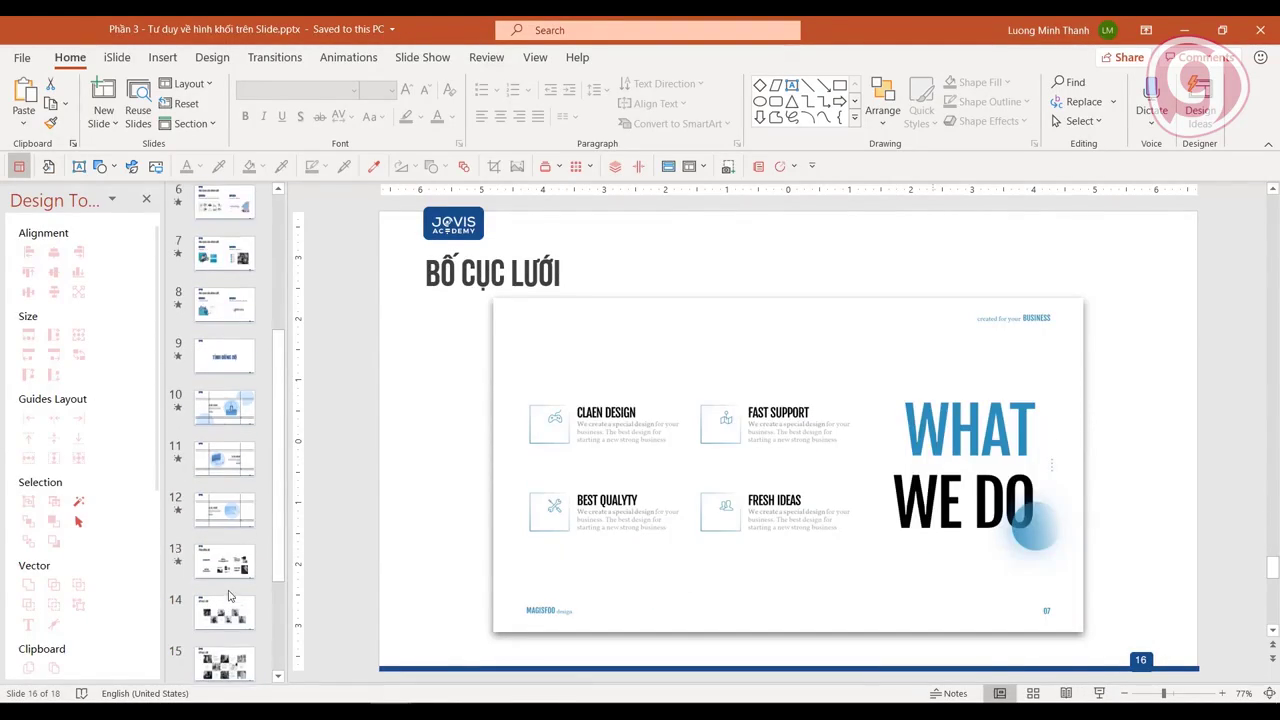 Phần 3 - Tư duy về hình khối trên Slide.pptx - Saved to this PC
Search
Luong Minh Thanh
LM
File
Home
iSlide
Insert
Design
Transitions
Animations
Slide Show
Review
View
Help
Share
Comments
Paste
New
Slide
Reuse
Slides
Layout
Reset
Section
Text Direction
Align Text
Convert to SmartArt
Arrange
Quick
Styles
Shape Fill
Shape Outline
Shape Effects
Find
Replace
Select
Dictate
Design
Ideas
Clipboard
Slides
Font
Paragraph
Drawing
Editing
Voice
Designer
Design To...
Alignment
Size
Guides Layout
Selection
Vector
Clipboard
6
7
8
9
TÍNH ĐỒNG BỘ
10
11
12
13
14
15
JOVIS
ACADEMY
BỐ CỤC LƯỚI
created for your BUSINESS
CLAEN DESIGN
We create a special design for your
business. The best design for
starting a new strong business
FAST SUPPORT
We create a special design for your
business. The best design for
starting a new strong business
WHAT
WE DO
BEST QUALYTY
We create a special design for your
business. The best design for
starting a new strong business
FRESH IDEAS
We create a special design for your
business. The best design for
starting a new strong business
MAGISFOO design
07
16
Slide 16 of 18
English (United States)
Notes
77%